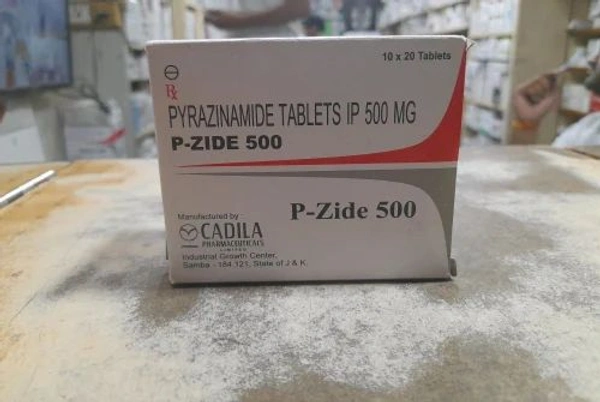 10 x 20 Tablets
Rx
PYRAZINAMIDE TABLETS IP 500 MG
P-ZIDE 500
P-Zide 500
Manufactured by
CADILA
PHARMACEUTICALS
LIMITED
Industrial Growth Center,
Samba - 184 121, State of J & K.